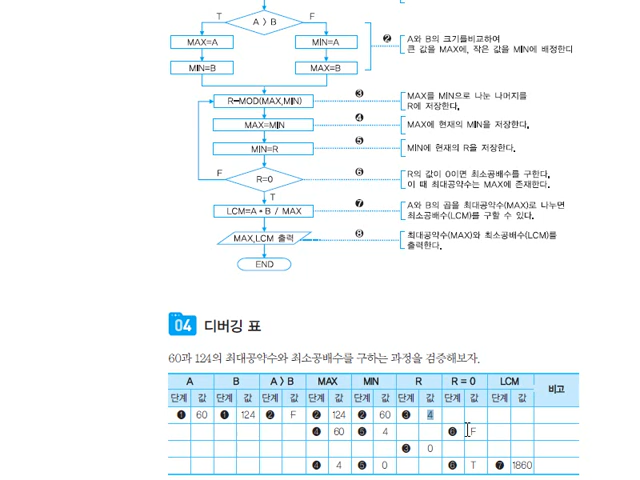 T
F
A > B
MAX=A
MIN=A
MIN=B
MAX=B
❷
A와 B의 크기를비교하여
큰 값을 MAX에, 작은 값을 MIN에 배정한다
R=MOD(MAX,MIN)
❸
MAX를 MIN으로 나눈 나머지를
R에 저장한다.
MAX=MIN
❹
MAX에 현재의 MIN을 저장한다.
MIN=R
❺
MIN에 현재의 R을 저장한다.
F
R=0
❻
R의 값이 0이면 최소공배수를 구한다.
이 때 최대공약수는 MAX에 존재한다.
T
LCM=A * B / MAX
❼
A와 B의 곱을 최대공약수(MAX)로 나누면
최소공배수(LCM)를 구할 수 있다.
MAX,LCM 출력
❽
최대공약수(MAX)와 최소공배수(LCM)를
출력한다.
END
04 디버깅 표
60과 124의 최대공약수와 최소공배수를 구하는 과정을 검증해보자.
A B A > B MAX MIN R R = 0 LCM 비고
단계 값 단계 값 단계 값 단계 값 단계 값 단계 값 단계 값 단계 값
❶ 60 ❶ 124 ❷ F ❷ 124 ❷ 60 ❸ 4
❹ 60 ❺ 4 ❻ F
❸ 0
❹ 4 ❺ 0 ❻ T ❼ 1860